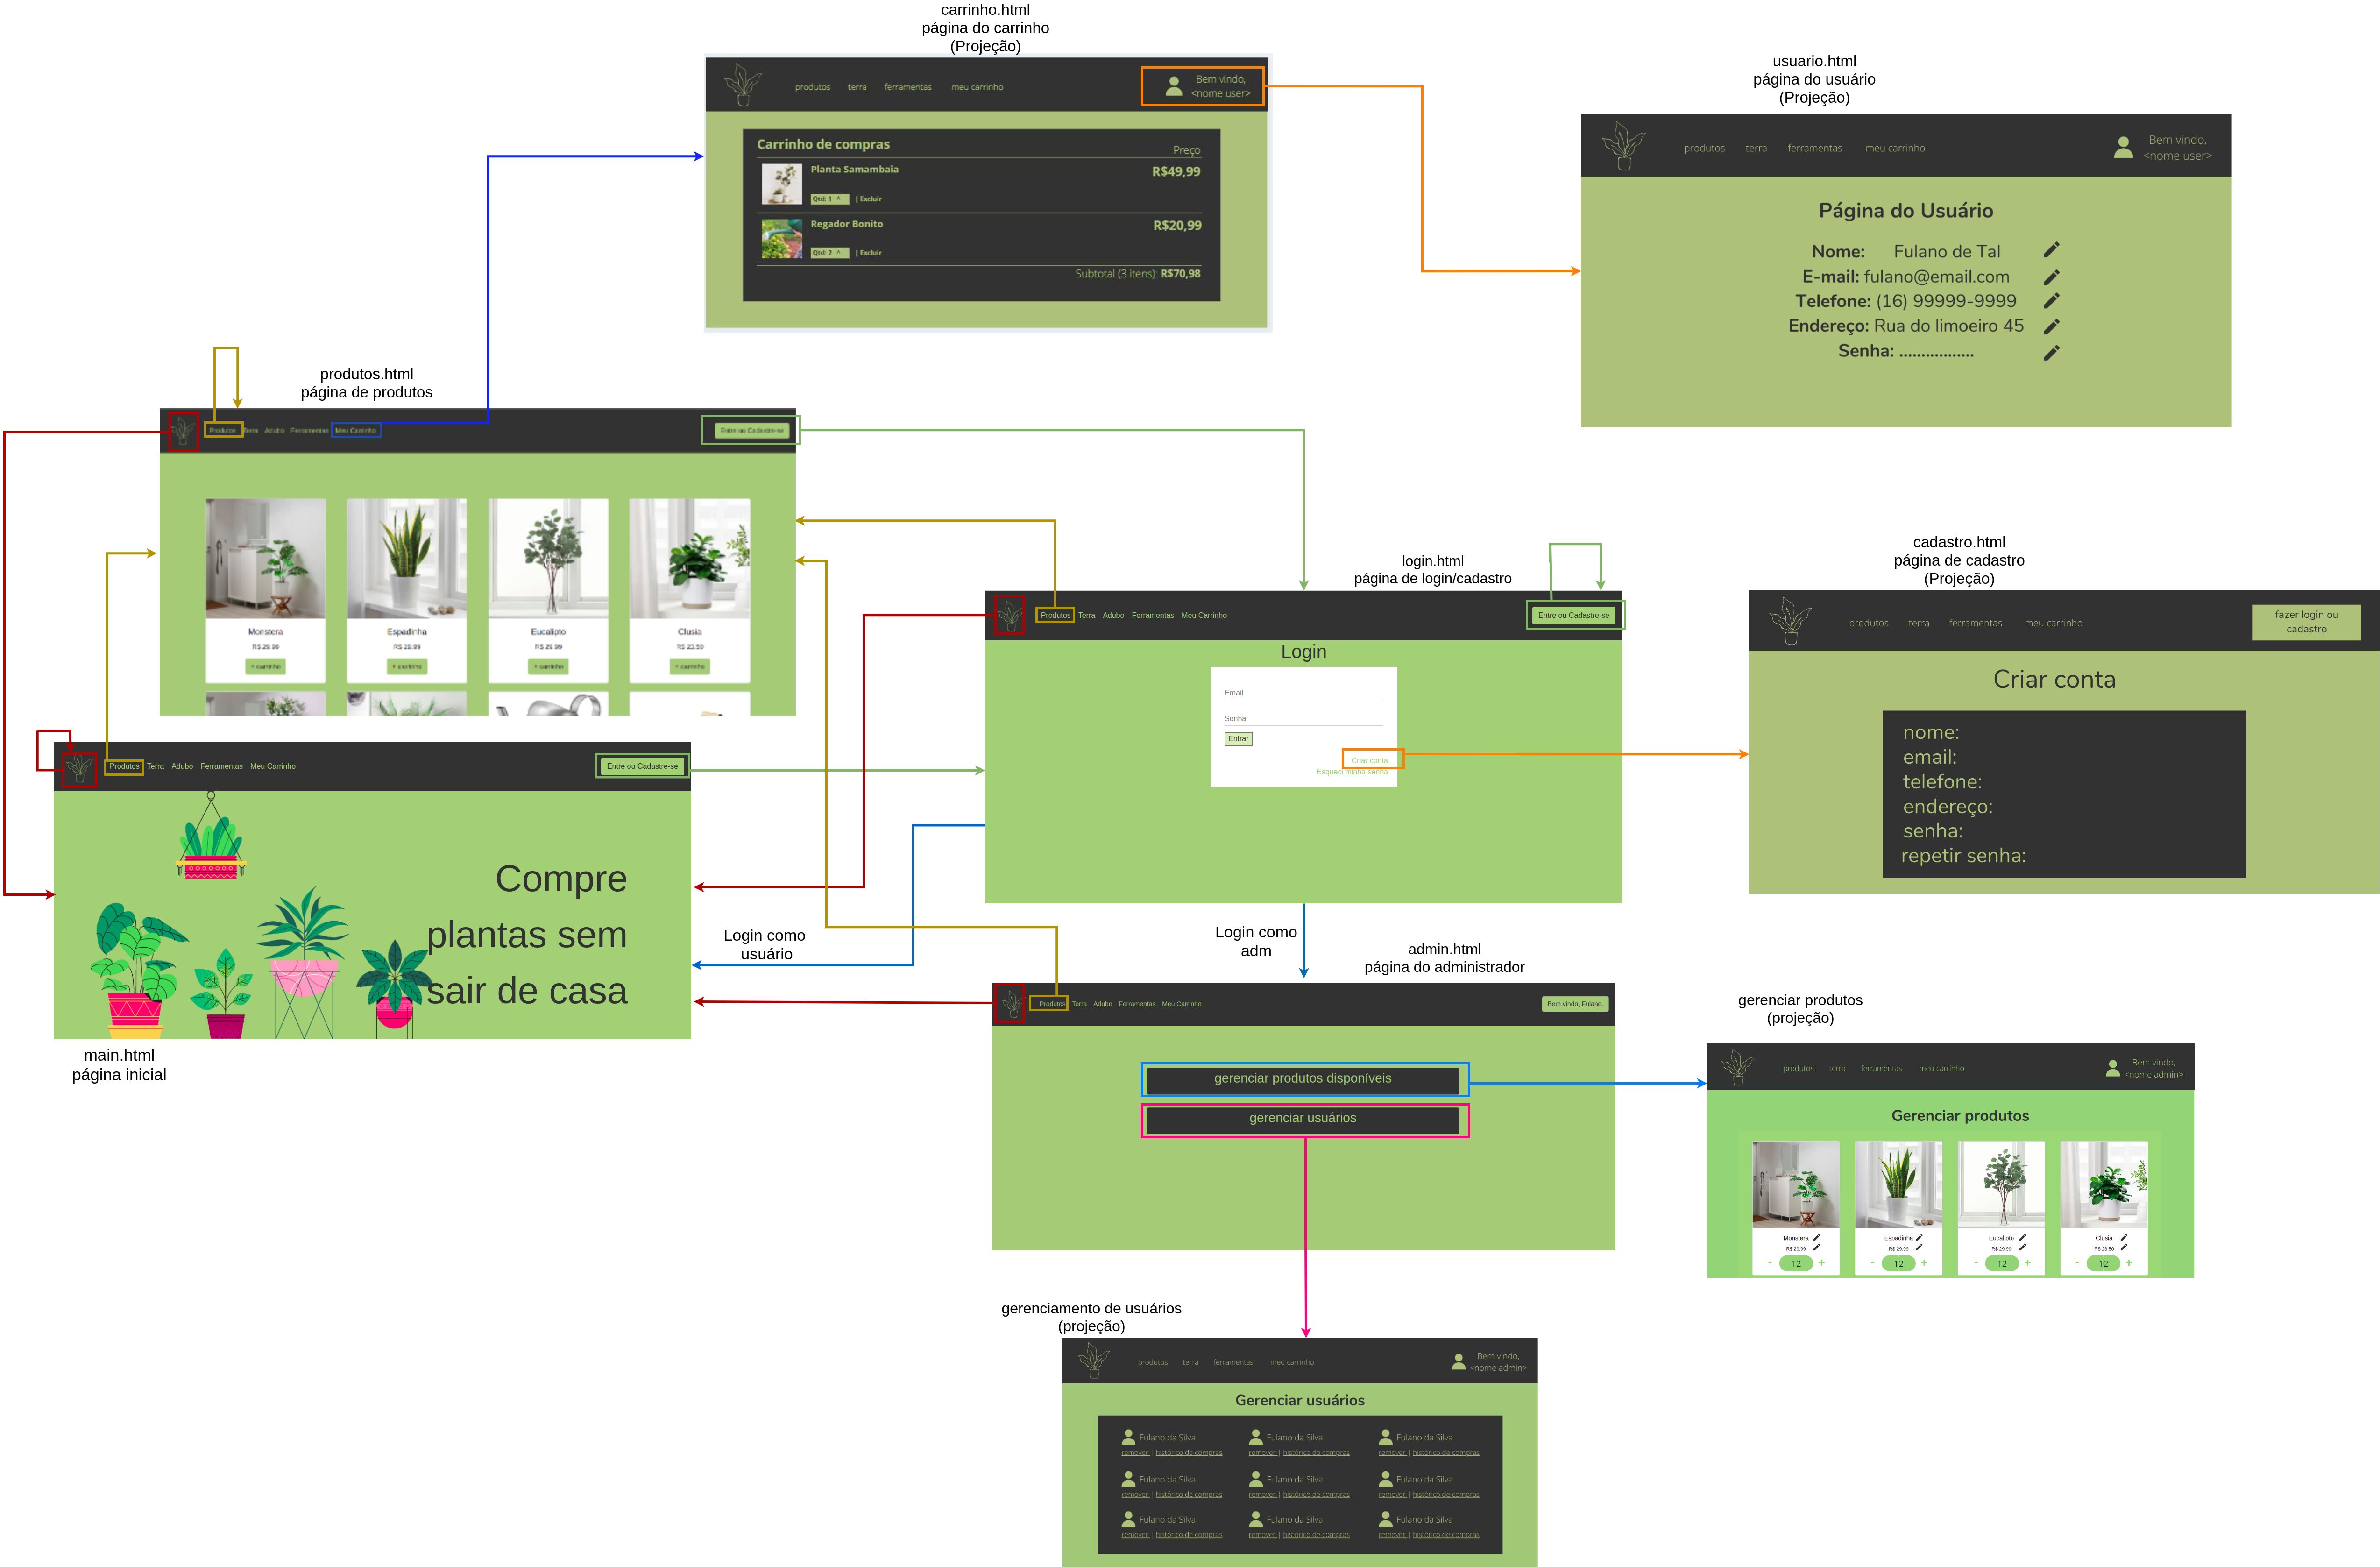 carrinho.html
página do carrinho
(Projeção)
produtos terra ferramentas meu carrinho
Bem vindo,
<nome user>
Carrinho de compras
Preço
Planta Samambaia
R$49,99
Qtd: 1 ^ | Excluir
Regador Bonito
R$20,99
Qtd: 2 ^ | Excluir
Subtotal (3 itens): R$70,98
usuario.html
página do usuário
(Projeção)
produtos terra ferramentas meu carrinho
Bem vindo,
<nome user>
Página do Usuário
Nome: Fulano de Tal
E-mail: fulano@email.com
Telefone: (16) 99999-9999
Endereço: Rua do limoeiro 45
Senha: .................
produtos.html
página de produtos
Produtos Terra Adubo Ferramentas Meu Carrinho
Entre ou Cadastre-se
Monstera
R$ 29.99
+ carrinho
Espadinha
R$ 29.99
+ carrinho
Eucalipto
R$ 29.99
+ carrinho
Clusia
R$ 23.50
+ carrinho
login.html
página de login/cadastro
Produtos Terra Adubo Ferramentas Meu Carrinho
Entre ou Cadastre-se
Login
Email
Senha
Entrar
Criar conta
Esqueci minha senha
cadastro.html
página de cadastro
(Projeção)
produtos terra ferramentas meu carrinho
fazer login ou
cadastro
Criar conta
nome:
email:
telefone:
endereço:
senha:
repetir senha:
Produtos Terra Adubo Ferramentas Meu Carrinho
Entre ou Cadastre-se
Compre
plantas sem
sair de casa
main.html
página inicial
Login como
usuário
Login como
adm
admin.html
página do administrador
Produtos Terra Adubo Ferramentas Meu Carrinho
Bem vindo, Fulano.
gerenciar produtos disponíveis
gerenciar usuários
gerenciar produtos
(projeção)
produtos terra ferramentas meu carrinho
Bem vindo,
<nome admin>
Gerenciar produtos
Monstera
R$ 29.99
- 12 +
Espadinha
R$ 29.99
- 12 +
Eucalipto
R$ 29.99
- 12 +
Clusia
R$ 23.50
- 12 +
gerenciamento de usuários
(projeção)
produtos terra ferramentas meu carrinho
Bem vindo,
<nome admin>
Gerenciar usuários
Fulano da Silva Fulano da Silva Fulano da Silva
remover | histórico de compras remover | histórico de compras remover | histórico de compras
Fulano da Silva Fulano da Silva Fulano da Silva
remover | histórico de compras remover | histórico de compras remover | histórico de compras
Fulano da Silva Fulano da Silva Fulano da Silva
remover | histórico de compras remover | histórico de compras remover | histórico de compras